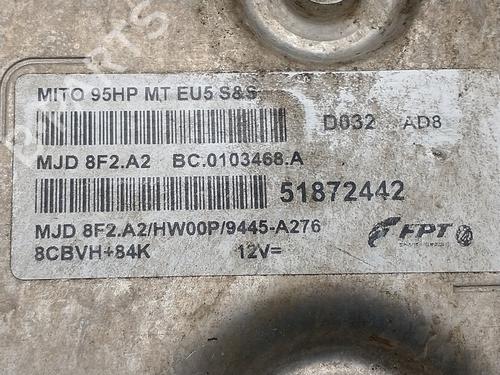 MITO 95HP MT EU5 S&S
D032 AD8
MJD 8F2.A2 BC.0103468.A
51872442
MJD 8F2.A2/HW00P/9445-A276
FPT
8CBVH+84K 12V=